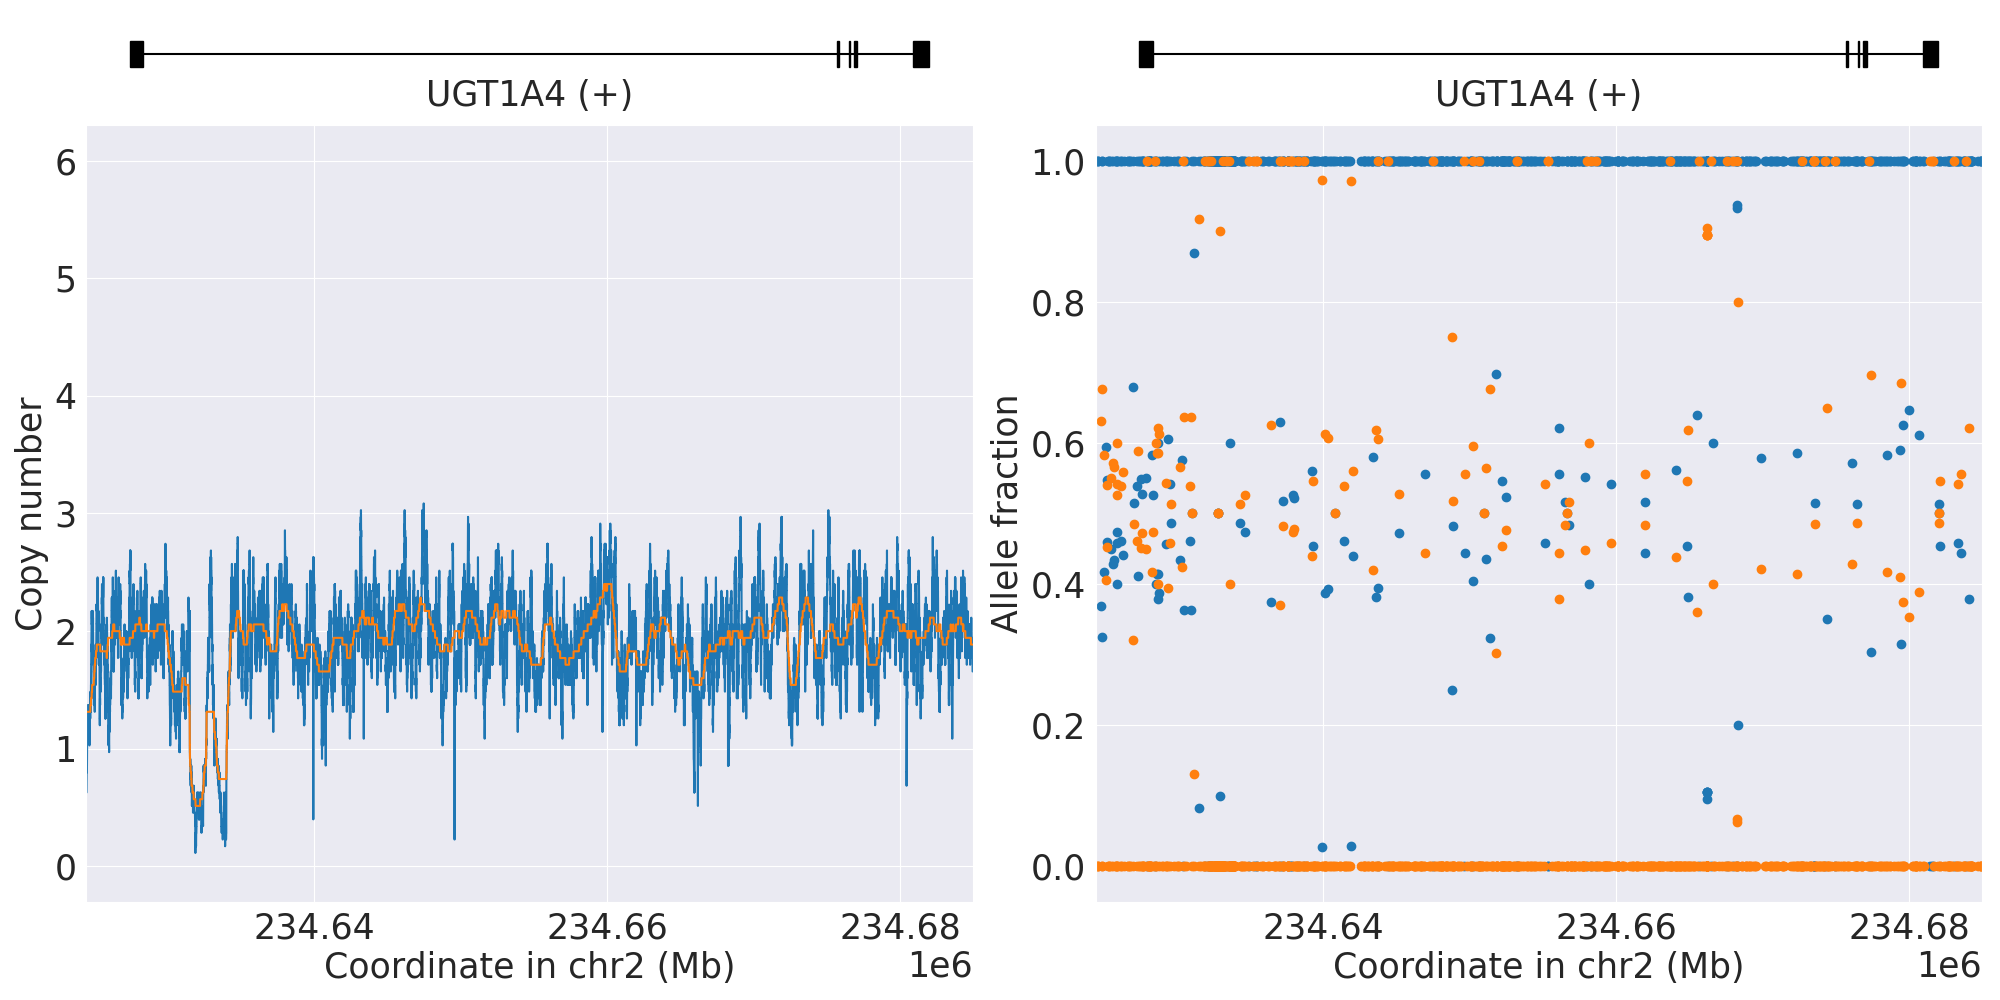 UGT1A4 (+)
Copy number
6
5
4
3
2
1
0
234.64
234.66
234.68
1e6
Coordinate in chr2 (Mb)
UGT1A4 (+)
Allele fraction
1.0
0.8
0.6
0.4
0.2
0.0
234.64
234.66
234.68
1e6
Coordinate in chr2 (Mb)